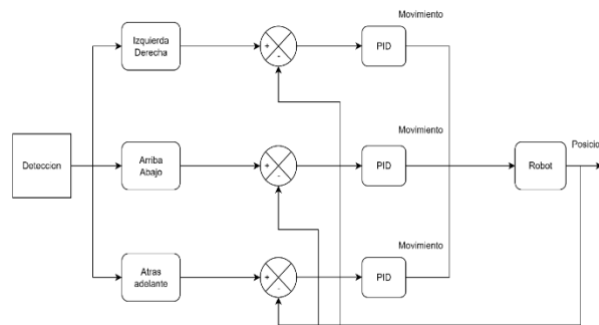 Movimiento
Izquierda
Derecha
+
-
PID
Movimiento
Posicio
Deteccion
Arriba
Abajo
+
-
PID
Robot
Movimiento
Atras
adelante
+
-
PID